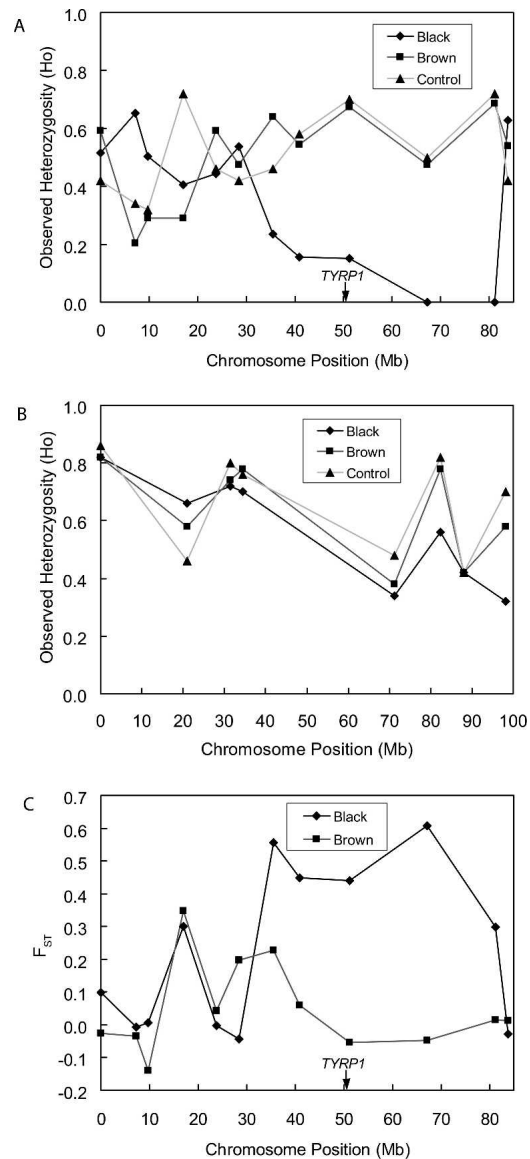 A
Observed Heterozygosity (Ho)
1.0
0.8
0.6
0.4
0.2
0.0
Black
Brown
Control
TYRP1
0 10 20 30 40 50 60 70 80
Chromosome Position (Mb)
B
Observed Heterozygosity (Ho)
1.0
0.8
0.6
0.4
0.2
0.0
Black
Brown
Control
0 10 20 30 40 50 60 70 80 90 100
Chromosome Position (Mb)
C
FST
0.7
0.6
0.5
0.4
0.3
0.2
0.1
0.0
-0.1
-0.2
Black
Brown
TYRP1
0 10 20 30 40 50 60 70 80
Chromosome Position (Mb)